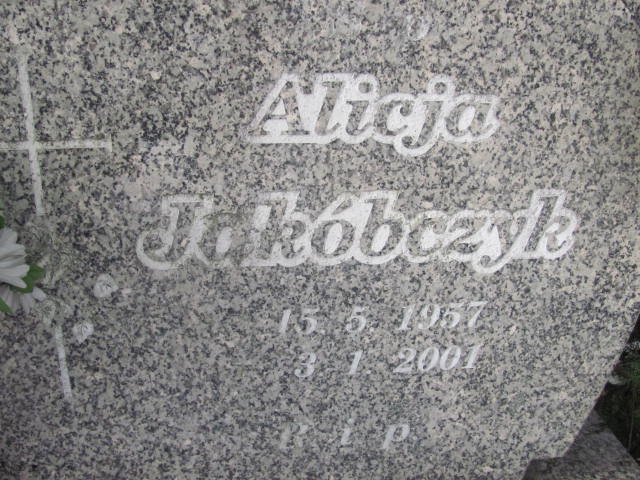 Alicja
Jakóbczyk
15. 5. 1957
3 1 2001
r i p